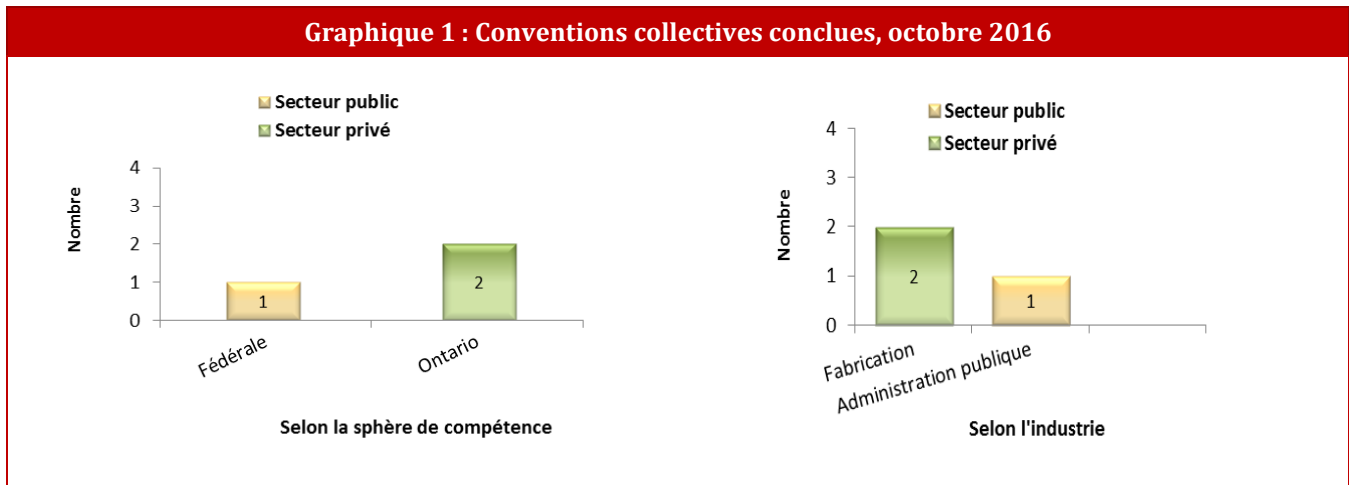 Graphique 1 : Conventions collectives conclues, octobre 2016
Secteur public
Secteur privé
4
3
2
1
0
Nombre
1
2
Fédérale
Ontario
Selon la sphère de compétence
Secteur public
Secteur privé
4
3
2
1
0
Nombre
2
1
Fabrication
Administration publique
Selon l'industrie